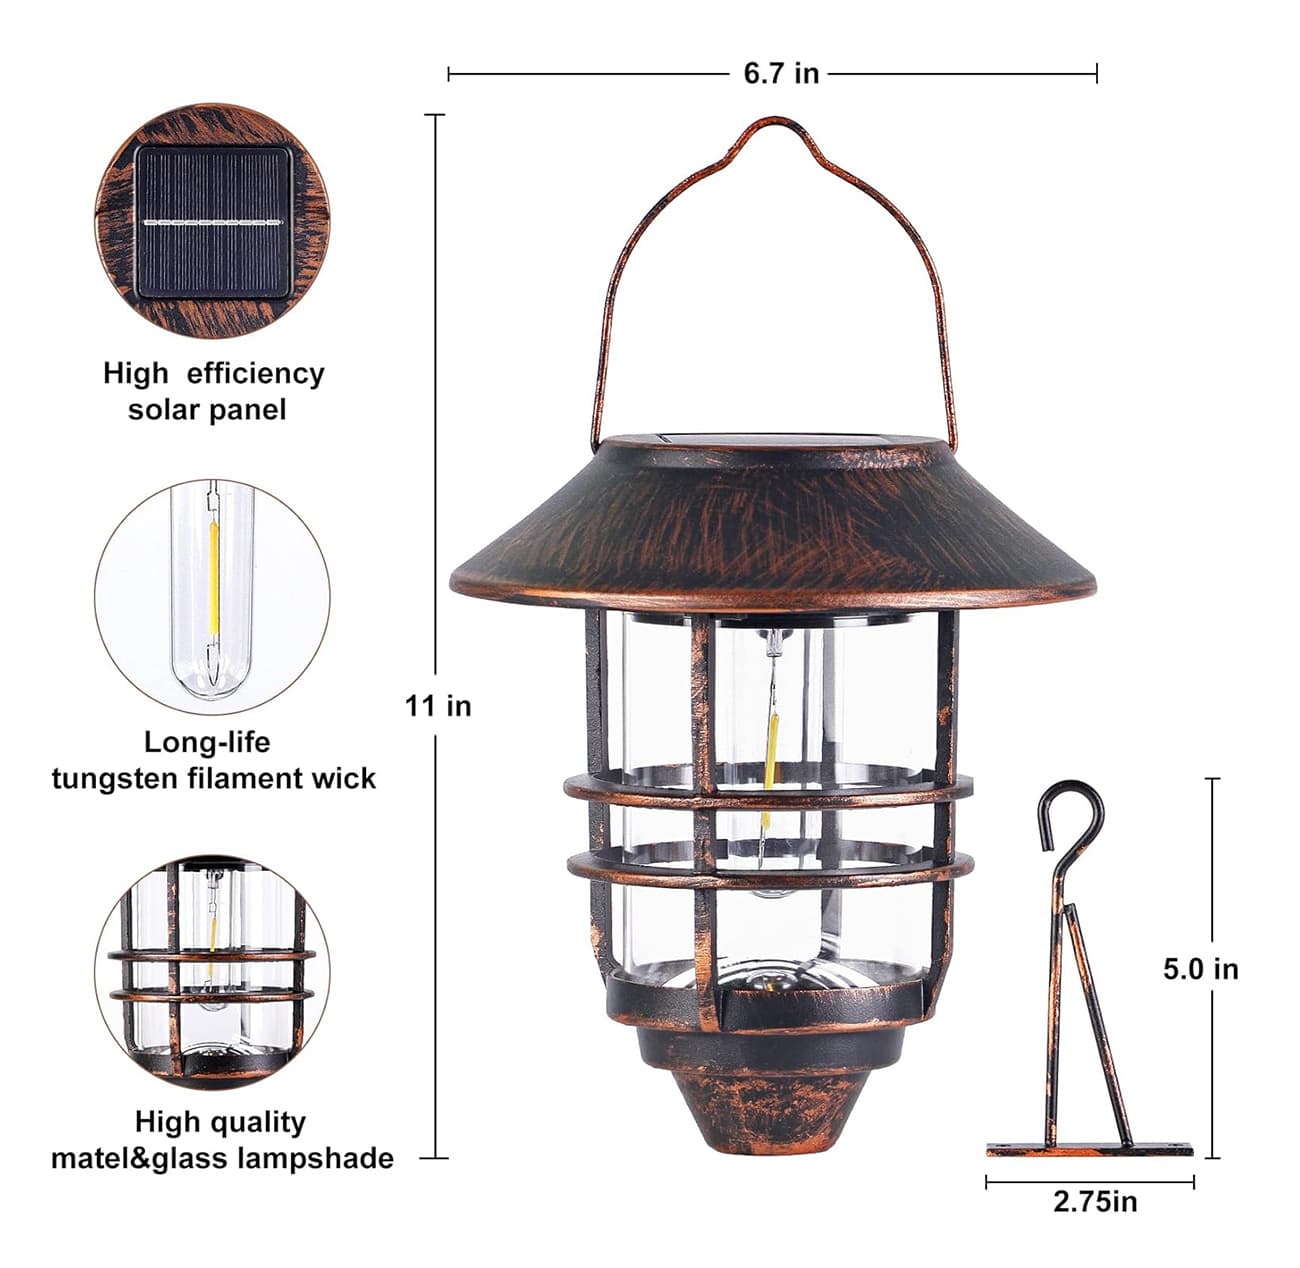 6.7 in
High efficiency
solar panel
Long-life
tungsten filament wick
11 in
5.0 in
High quality
matel&glass lampshade
2.75in